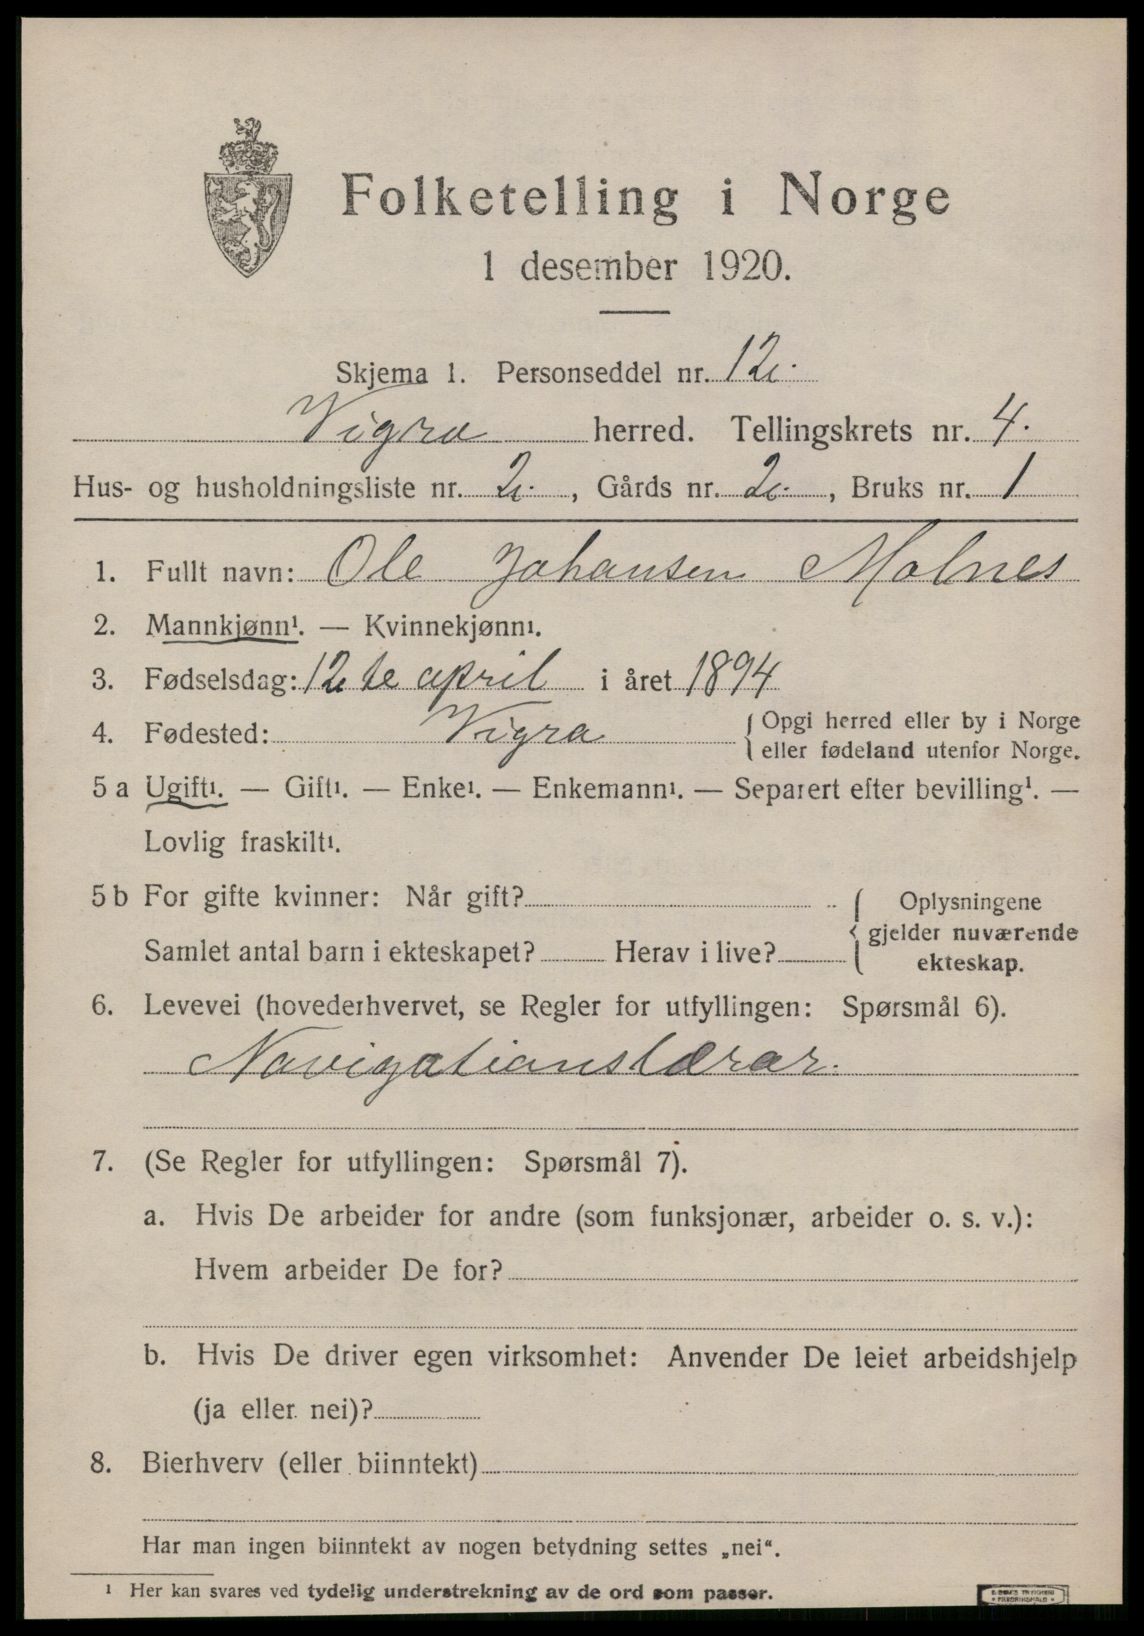 Folketelling i Norge
1 desember 1920.
Skjema 1. Personseddel nr. 12.
Vigra herred. Tellingskrets nr. 4.
Hus- og husholdningsliste nr. 2. , Gårds nr. 2. , Bruks nr. 1
1. Fullt navn: Ole Johansen Molnes
2. Mannkjønn¹. — Kvinnekjønn¹.
3. Fødselsdag: 12te april i året 1894
4. Fødested: Vigra { Opgi herred eller by i Norge
eller fødeland utenfor Norge.
5 a Ugift¹. — Gift¹. — Enke¹. — Enkemann¹. — Separert efter bevilling¹. —
Lovlig fraskilt¹.
5 b For gifte kvinner: Når gift?
Samlet antal barn i ekteskapet? Herav i live?
{ Oplysningene
gjelder nuværende
ekteskap.
6. Levevei (hovederhvervet, se Regler for utfyllingen: Spørsmål 6).
Navigationslærar.
7. (Se Regler for utfyllingen: Spørsmål 7).
a. Hvis De arbeider for andre (som funksjonær, arbeider o. s. v.):
Hvem arbeider De for?
b. Hvis De driver egen virksomhet: Anvender De leiet arbeidshjelp
(ja eller nei)?
8. Bierhverv (eller biinntekt)
Har man ingen biinntekt av nogen betydning settes „nei“.
¹ Her kan svares ved tydelig understrekning av de ord som passer.